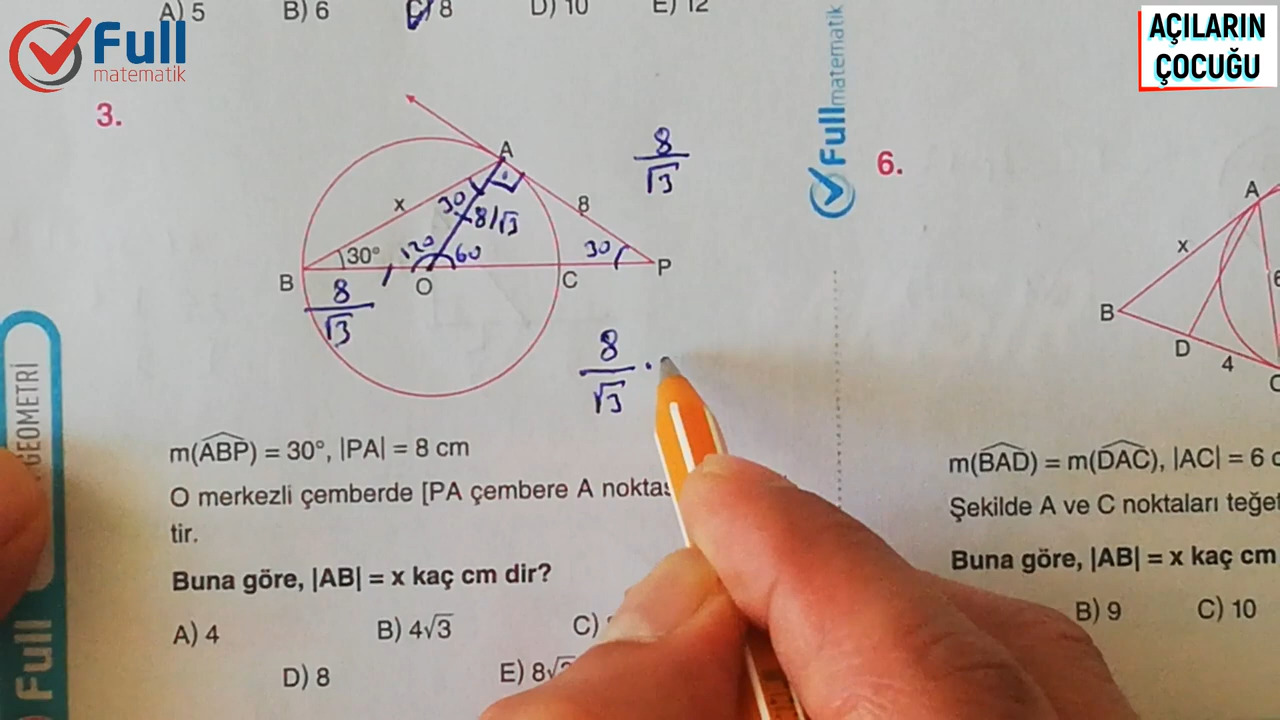 A) 5 B) 6 C) 8 D) 10 E) 12
Full
matematik
AÇILARIN
ÇOCUĞU
Full matematik
3.
A
x
30
8/√3
8
8
√3
30°
120
60
30
B
O
C
P
8
√3
8
√3 ·
m(ABP) = 30°, |PA| = 8 cm
O merkezli çemberde [PA çembere A
tir.
Buna göre, |AB| = x kaç cm dir?
A) 4 B) 4√3 C)
D) 8 E)
GEOMETRİ
Full
6.
A
x
B
D
4
C
m(BAD) = m(DAC), |AC| = 6
Şekilde A ve C noktaları
Buna göre, |AB| = x kaç cm
B) 9 C) 10